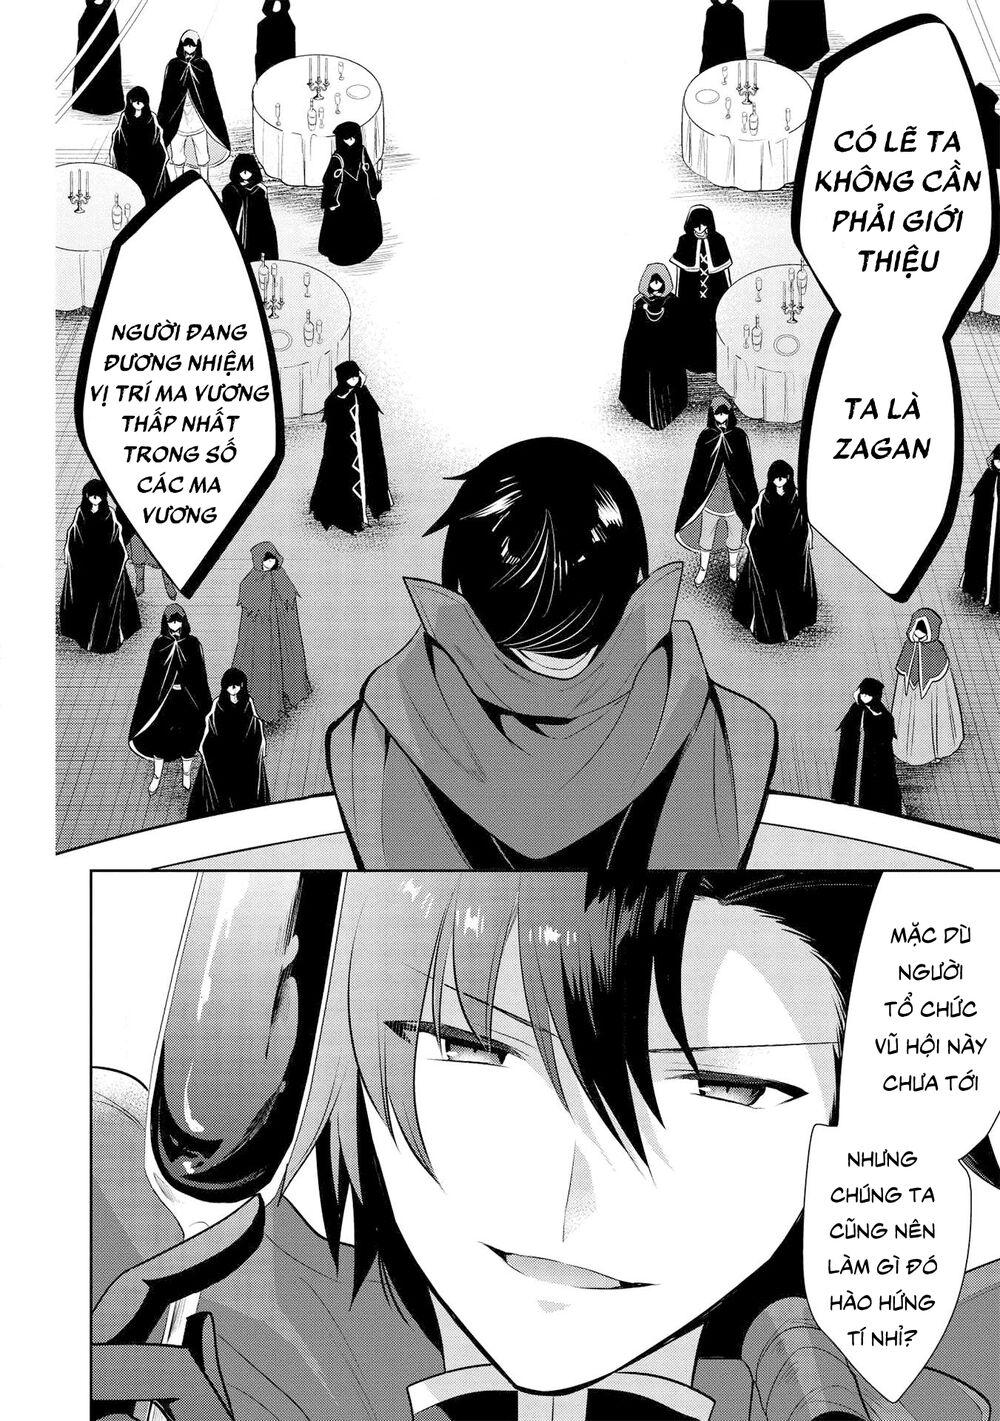 CÓ LẼ TA
KHÔNG CẦN
PHẢI GIỚI
THIỆU
TA LÀ
ZAGAN
NGƯỜI ĐANG
ĐƯƠNG NHIỆM
VỊ TRÍ MA VƯƠNG
THẤP NHẤT
TRONG SỐ
CÁC MA
VƯƠNG
MẶC DÙ
NGƯỜI
TỔ CHỨC
VŨ HỘI NÀY
CHƯA TỚI
NHƯNG
CHÚNG TA
CŨNG NÊN
LÀM GÌ ĐÓ
HÀO HỨNG
TÍ NHỈ?